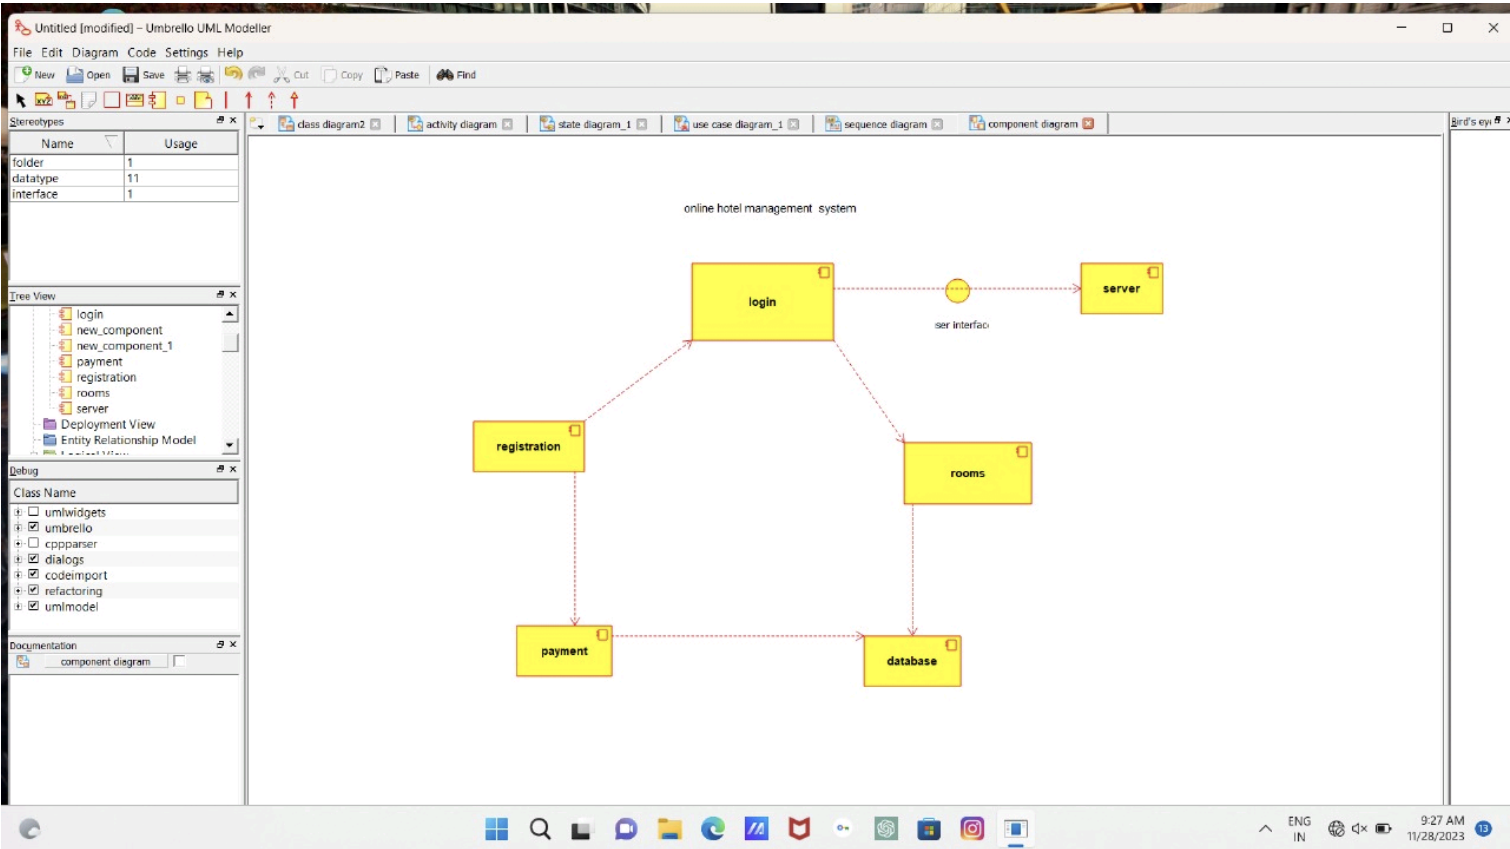 Untitled [modified] – Umbrello UML Modeller
File Edit Diagram Code Settings Help
New Open Save Cut Copy Paste Find
Stereotypes
class diagram2 activity diagram state diagram_1 use case diagram_1 sequence diagram component diagram
Bird's ey
Name Usage
folder 1
datatype 11
interface 1
online hotel management system
login
server
ser interfac
registration
rooms
payment
database
Tree View
login
new_component
new_component_1
payment
registration
rooms
server
Deployment View
Entity Relationship Model
Debug
Class Name
umlwidgets
umbrello
cppparser
dialogs
codeimport
refactoring
umlmodel
Documentation
component diagram
ENG
IN
9:27 AM
11/28/2023
13